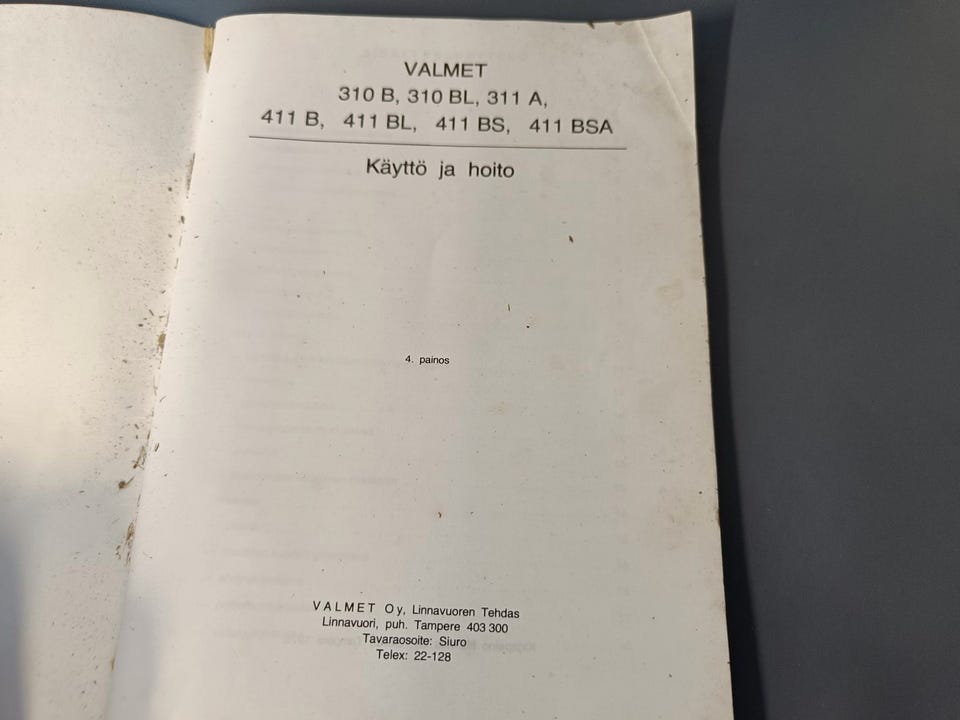 VALMET
310 B, 310 BL, 311 A,
411 B, 411 BL, 411 BS, 411 BSA
Käyttö ja hoito
4. painos
VALMET Oy, Linnavuoren Tehdas
Linnavuori, puh. Tampere 403 300
Tavaraosoite: Siuro
Telex: 22-128